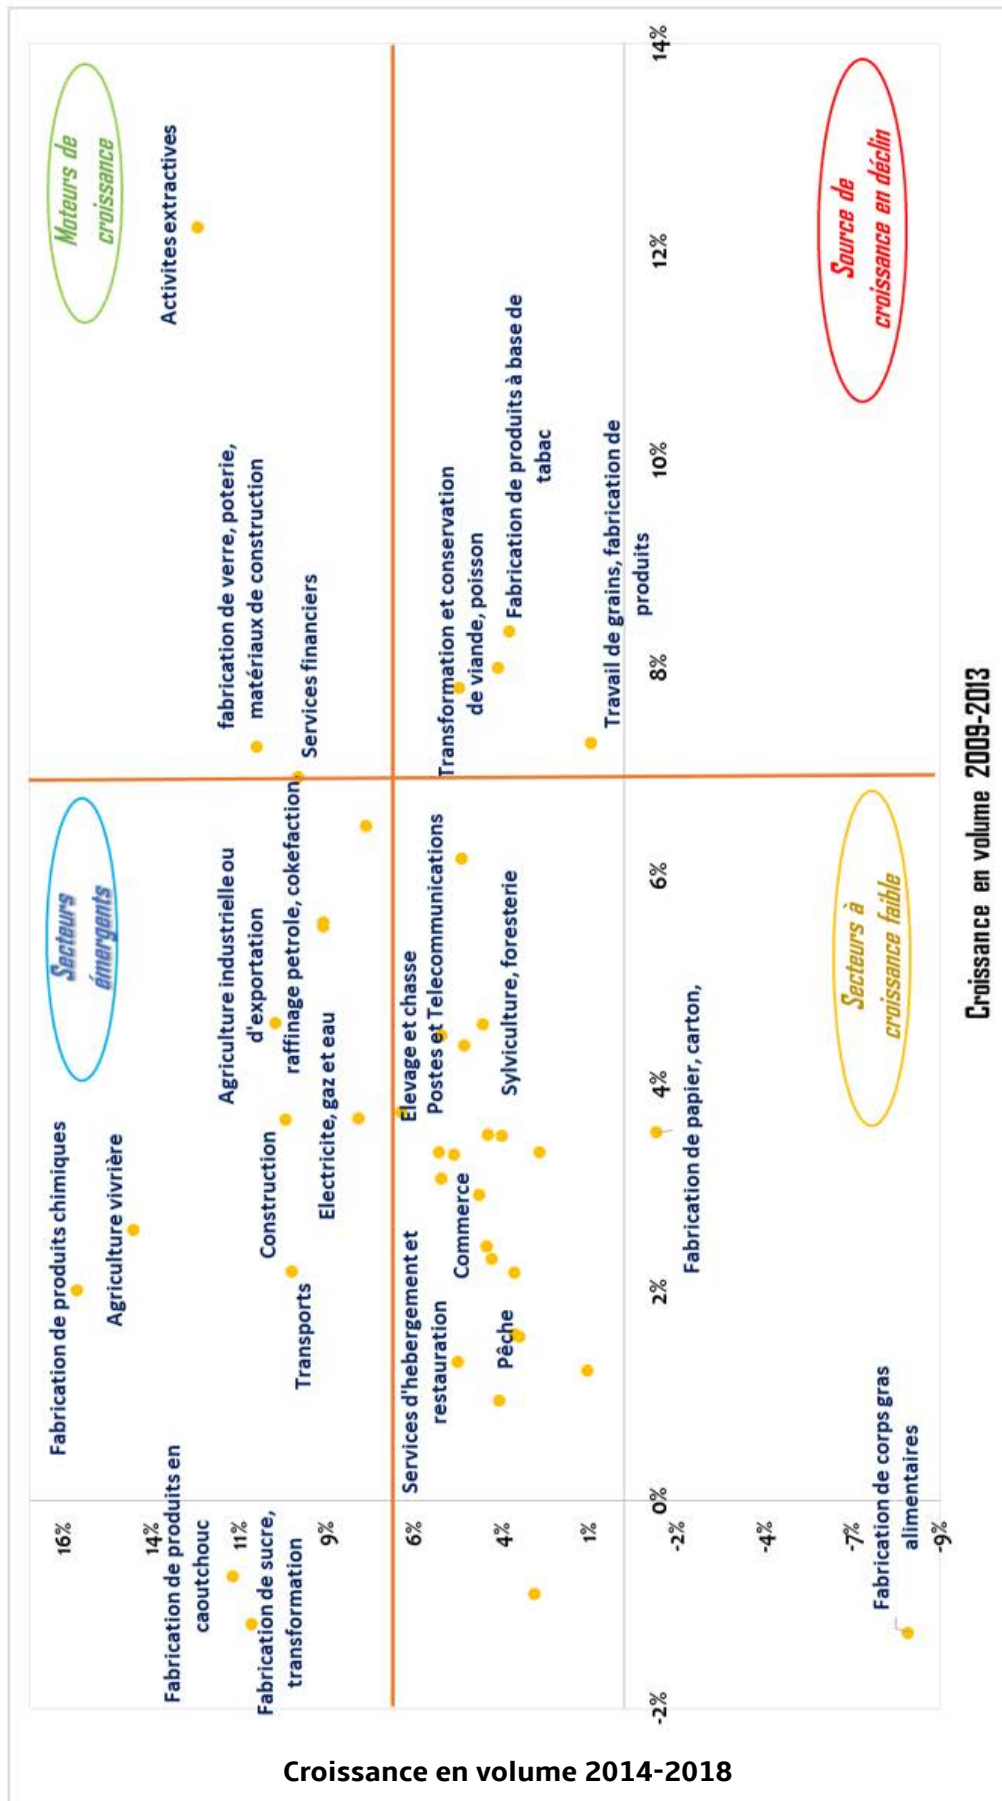 Moteurs de
croissance
Activites extractives
fabrication de verre, poterie,
matériaux de construction
Services financiers
Transformation et conservation
de viande, poisson
Fabrication de produits à base de
tabac
Travail de grains, fabrication de
produits
Source de
croissance en déclin
Secteurs
émergents
Fabrication de produits chimiques
Agriculture vivrière
Agriculture industrielle ou
d'exportation
raffinage petrole, cokefaction
Construction
Electricite, gaz et eau
Transports
Fabrication de produits en
caoutchouc
Fabrication de sucre,
transformation
Elevage et chasse
Postes et Telecommunications
Sylviculture, foresterie
Services d'hebergement et
restauration
Commerce
Pêche
Fabrication de papier, carton,
Fabrication de corps gras
alimentaires
Secteurs à
croissance faible
16%
14%
11%
9%
6%
4%
1%
-2%
-4%
-7%
-9%
-2%
0%
2%
4%
6%
8%
10%
12%
14%
Croissance en volume 2009-2013
Croissance en volume 2014-2018